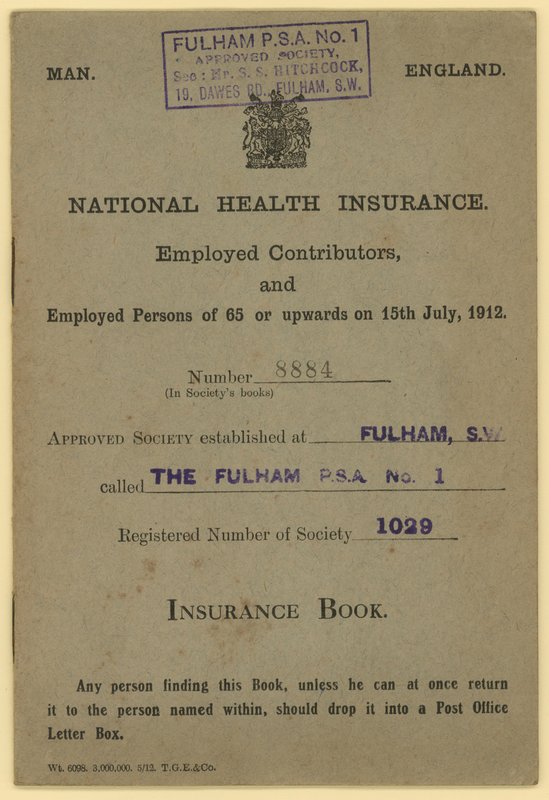 FULHAM P.S.A. No. 1
APPROVED SOCIETY,
Sec: Mr. S. S. HITCHCOCK,
19, DAWES RD., FULHAM, S.W.
MAN.
ENGLAND.
NATIONAL HEALTH INSURANCE.
Employed Contributors,
and
Employed Persons of 65 or upwards on 15th July, 1912.
Number 8884
(In Society's books)
APPROVED SOCIETY established at FULHAM, S.W.
called THE FULHAM P.S.A. No. 1
Registered Number of Society 1029
INSURANCE BOOK.
Any person finding this Book, unless he can at once return
it to the person named within, should drop it into a Post Office
Letter Box.
Wt. 6098. 3,000,000. 5/12. T.G.E.&Co.